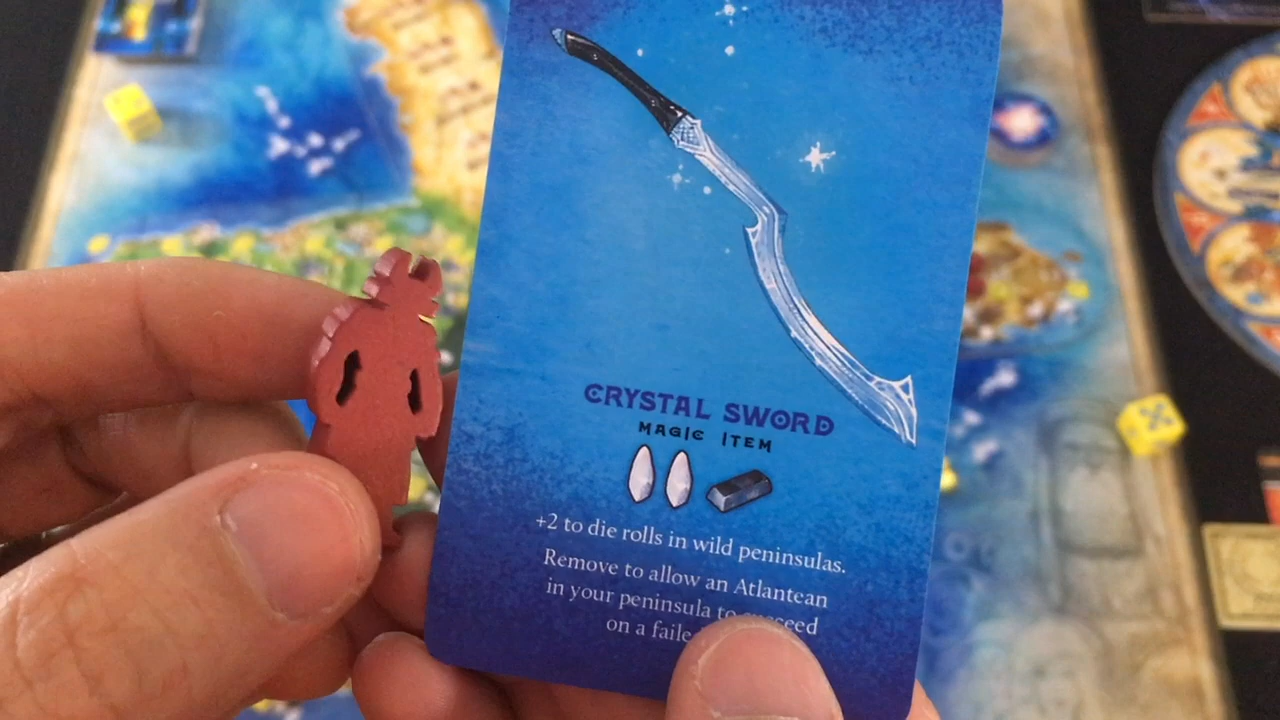 CRYSTAL SWORD
MAGIC ITEM
+2 to die rolls in wild peninsulas.
Remove to allow an Atlantean
in your peninsula to
on a